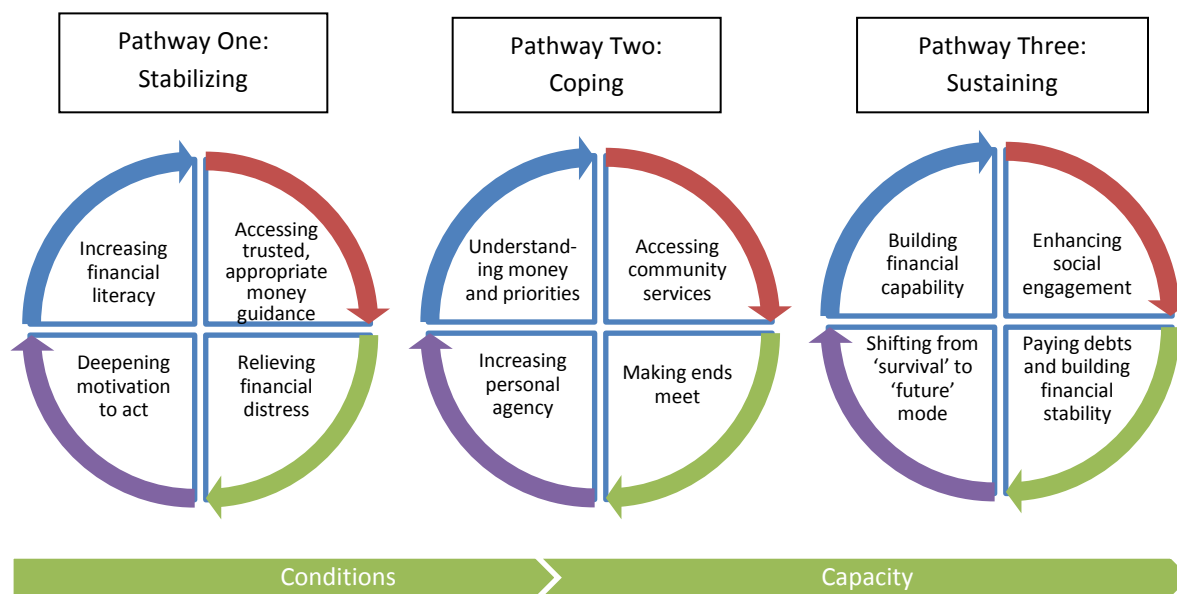 Pathway One:
Stabilizing
Pathway Two:
Coping
Pathway Three:
Sustaining
Increasing
financial
literacy
Accessing
trusted,
appropriate
money
guidance
Deepening
motivation
to act
Relieving
financial
distress
Understand-
ing money
and priorities
Accessing
community
services
Increasing
personal
agency
Making ends
meet
Building
financial
capability
Enhancing
social
engagement
Shifting from
‘survival’ to
‘future’
mode
Paying debts
and building
financial
stability
Conditions
Capacity